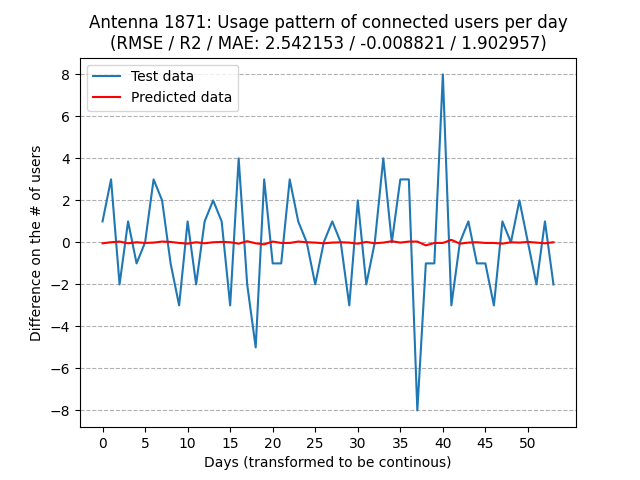 Antenna 1871: Usage pattern of connected users per day
(RMSE / R2 / MAE: 2.542153 / -0.008821 / 1.902957)
Test data
Predicted data
Difference on the # of users
8
6
4
2
0
−2
−4
−6
−8
0 5 10 15 20 25 30 35 40 45 50
Days (transformed to be continous)